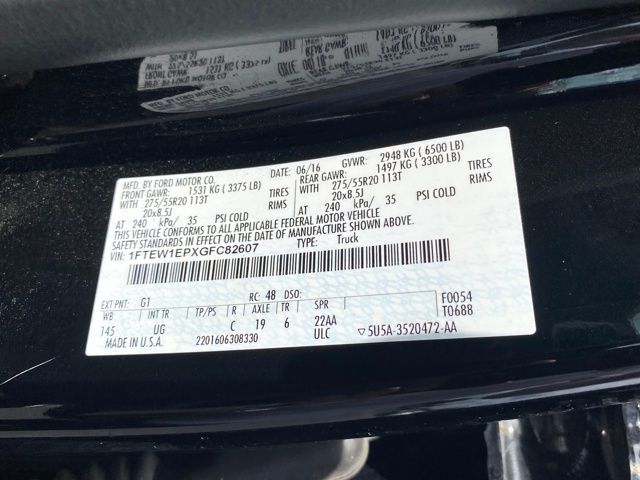 MFD. BY FORD MOTOR CO.
DATE: 06/16 GVWR: 2948 KG ( 6500 LB)
FRONT GAWR: 1531 KG ( 3375 LB) REAR GAWR: 1497 KG ( 3300 LB)
WITH 275/55R20 113T TIRES WITH 275/55R20 113T TIRES
20x8.5J RIMS 20x8.5J RIMS
AT 240 kPa/ 35 PSI COLD AT 240 kPa/ 35 PSI COLD
THIS VEHICLE CONFORMS TO ALL APPLICABLE FEDERAL MOTOR VEHICLE
SAFETY AND THEFT PREVENTION STANDARDS IN EFFECT ON THE DATE OF MANUFACTURE SHOWN ABOVE.
VIN: 1FTEW1EPXGFC82607
TYPE: Truck
EXT PNT: G1 RC: 48 DSO: F0054
WB INT TR TP/PS R AXLE TR SPR T0688
145 UG C 19 6 22AA
MADE IN U.S.A. 2201606308330 ULC ▽5U5A-3520472-AA